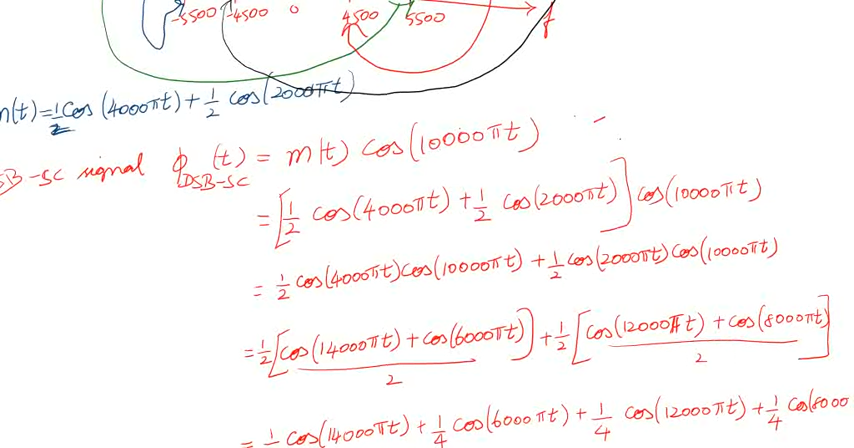 -5500 -4500 0 4500 5500 f
m(t)=1/2 cos(4000πt)+1/2 cos(2000πt)
SB-SC signal ϕDSB-SC(t) = m(t) cos(10000πt)
= [1/2 cos(4000πt)+1/2 cos(2000πt)] cos(10000πt)
= 1/2 cos(4000πt)cos(10000πt) + 1/2 cos(2000πt)cos(10000πt)
= 1/2 [cos(14000πt)+cos(6000πt)/2] + 1/2 [cos(12000πt)+cos(8000πt)/2]
= 1/ cos(14000πt)+1/4 cos(6000πt)+1/4 cos(12000πt)+1/4 cos(8000